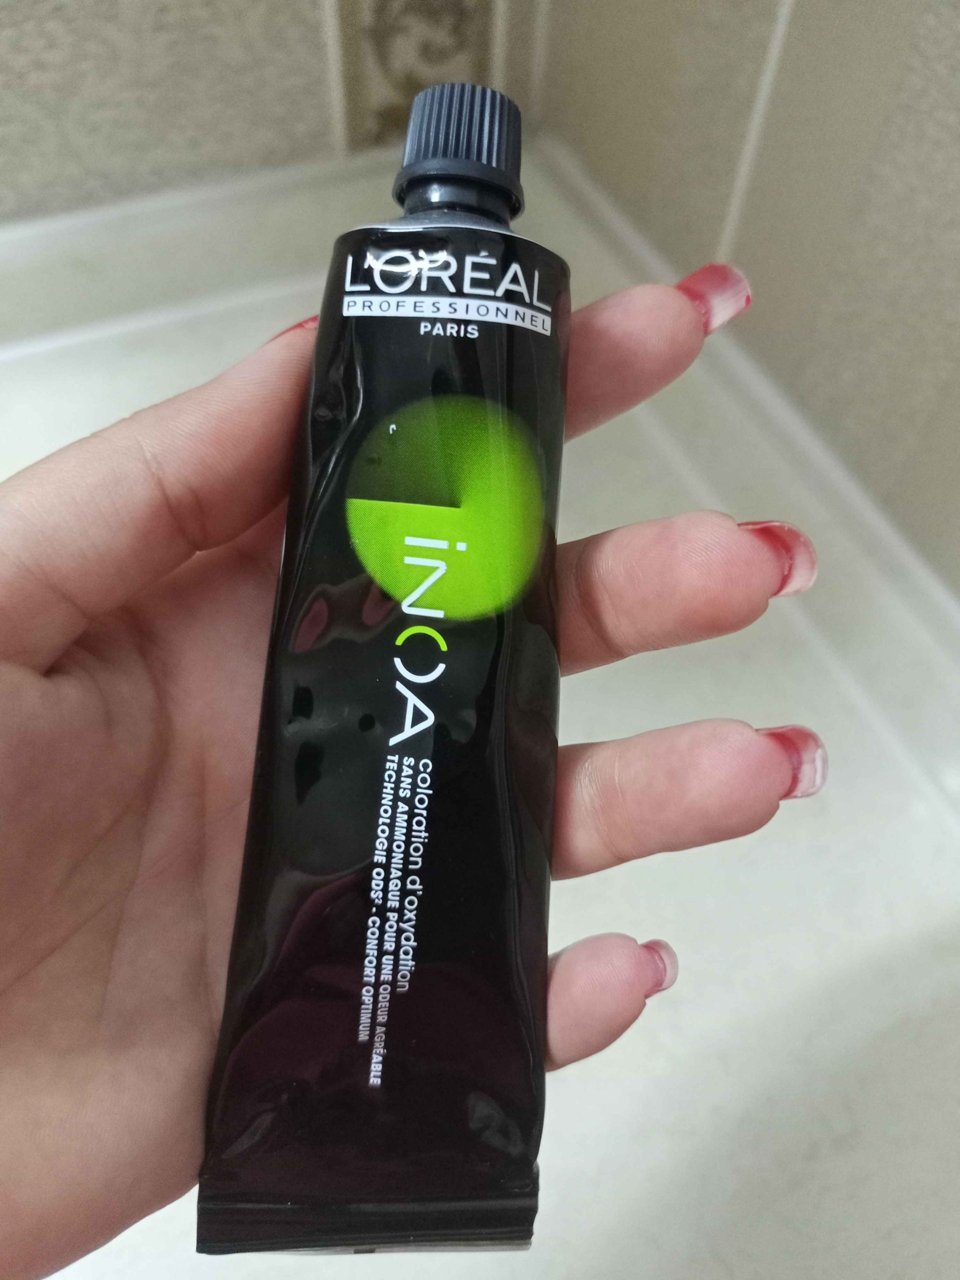 L'ORÉAL
PROFESSIONNEL
PARIS
iNOA
coloration d'oxydation
SANS AMMONIAQUE POUR UNE ODEUR AGRÉABLE
TECHNOLOGIE ODS² - CONFORT OPTIMUM